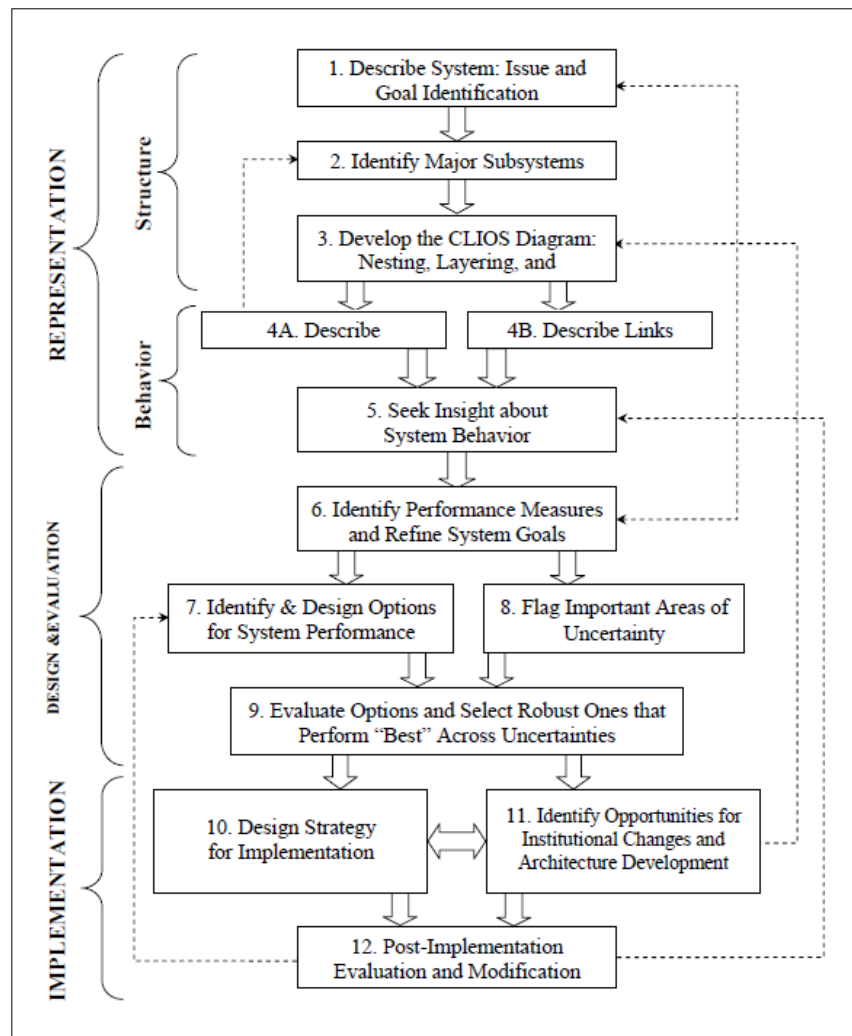 1. Describe System: Issue and
Goal Identification
2. Identify Major Subsystems
3. Develop the CLIOS Diagram:
Nesting, Layering, and
4A. Describe
4B. Describe Links
5. Seek Insight about
System Behavior
6. Identify Performance Measures
and Refine System Goals
7. Identify & Design Options
for System Performance
8. Flag Important Areas of
Uncertainty
9. Evaluate Options and Select Robust Ones that
Perform “Best” Across Uncertainties
10. Design Strategy
for Implementation
11. Identify Opportunities for
Institutional Changes and
Architecture Development
12. Post-Implementation
Evaluation and Modification
REPRESENTATION
Structure
Behavior
DESIGN &EVALUATION
IMPLEMENTATION